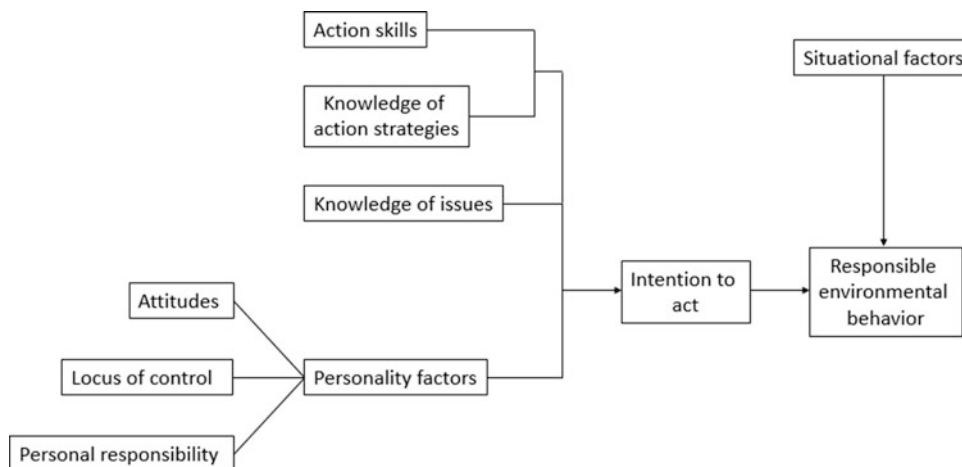 Action skills
Situational factors
Knowledge of
action strategies
Knowledge of issues
Attitudes
Intention to
act
Responsible
environmental
behavior
Locus of control
Personality factors
Personal responsibility